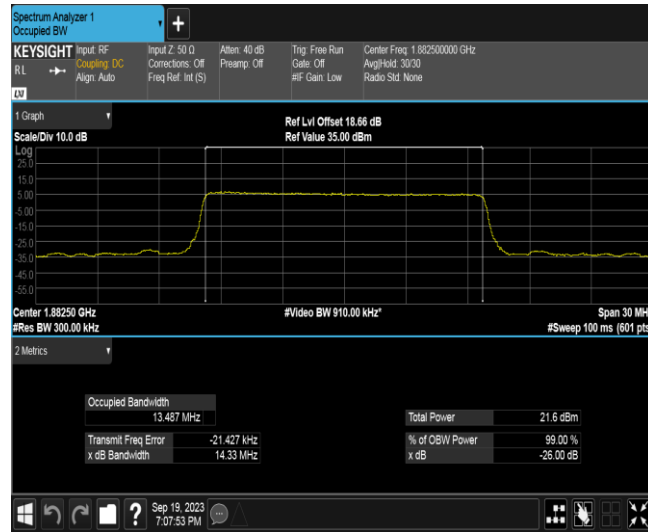 Spectrum Analyzer 1
Occupied BW
KEYSIGHT
RL
LXI
Input: RF
Coupling: DC
Align: Auto
Input Z: 50 Ω
Corrections: Off
Freq Ref: Int (S)
Atten: 40 dB
Preamp: Off
Trig: Free Run
Gate: Off
#IF Gain: Low
Center Freq: 1.882500000 GHz
Avg|Hold: 30/30
Radio Std: None
1 Graph
Scale/Div 10.0 dB
Ref Lvl Offset 18.66 dB
Ref Value 35.00 dBm
Log
25.0
15.0
5.00
-5.00
-15.0
-25.0
-35.0
-45.0
-55.0
Center 1.88250 GHz
#Res BW 300.00 kHz
#Video BW 910.00 kHz*
Span 30 MH
#Sweep 100 ms (601 pts
2 Metrics
Occupied Bandwidth
13.487 MHz
Transmit Freq Error -21.427 kHz
x dB Bandwidth 14.33 MHz
Total Power 21.6 dBm
% of OBW Power 99.00 %
x dB -26.00 dB
?
Sep 19, 2023
7:07:53 PM